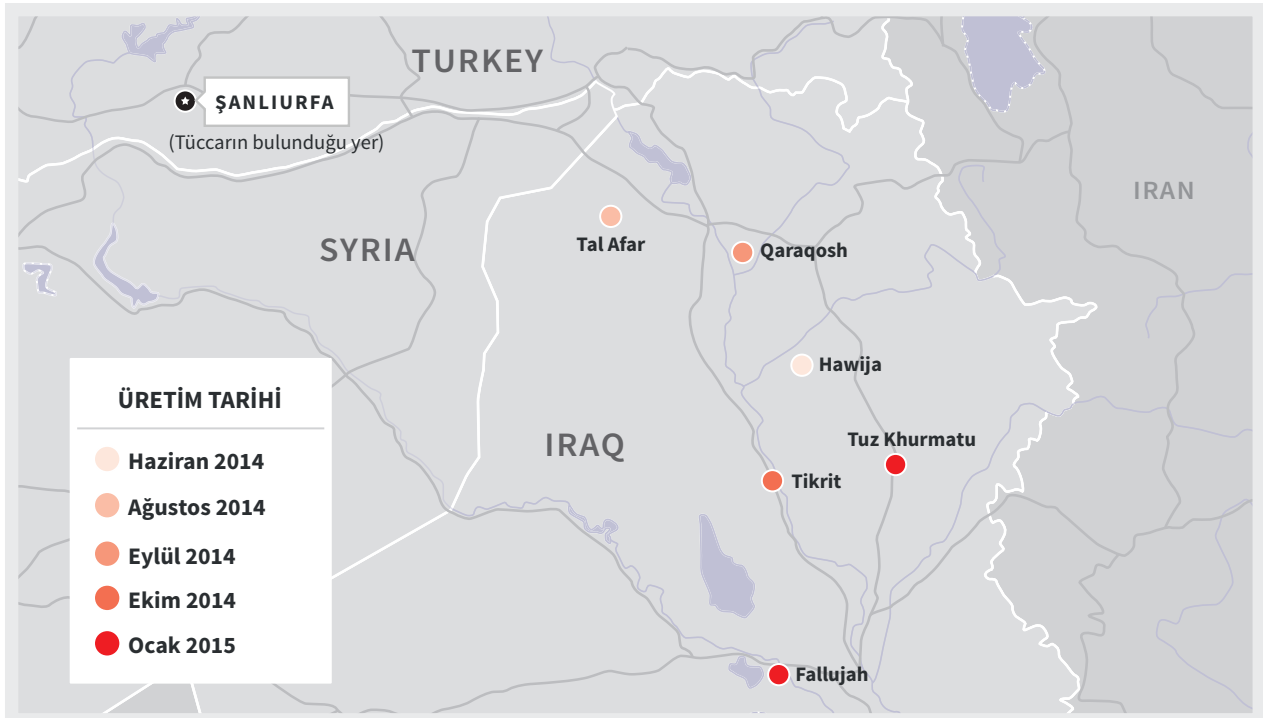 TURKEY
ŞANLIURFA
(Tüccarın bulunduğu yer)
IRAN
SYRIA
Tal Afar
Qaraqosh
Hawija
IRAQ
Tuz Khurmatu
Tikrit
Fallujah
ÜRETİM TARİHİ
Haziran 2014
Ağustos 2014
Eylül 2014
Ekim 2014
Ocak 2015